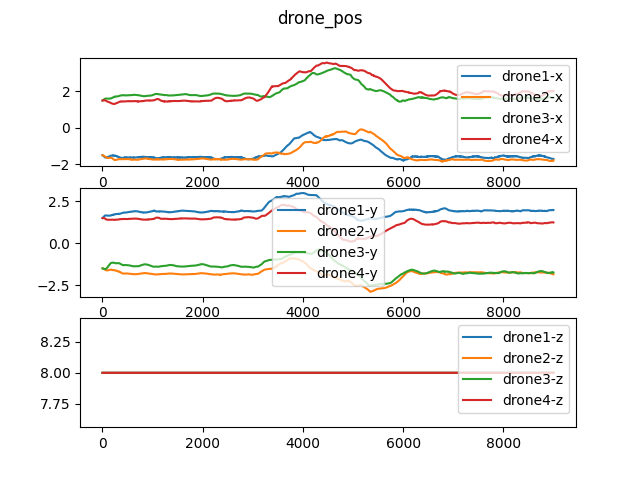 drone_pos
2
0
−2
drone1-x
drone2-x
drone3-x
drone4-x
0 2000 4000 6000 8000
2.5
0.0
−2.5
drone1-y
drone2-y
drone3-y
drone4-y
0 2000 4000 6000 8000
8.25
8.00
7.75
drone1-z
drone2-z
drone3-z
drone4-z
0 2000 4000 6000 8000